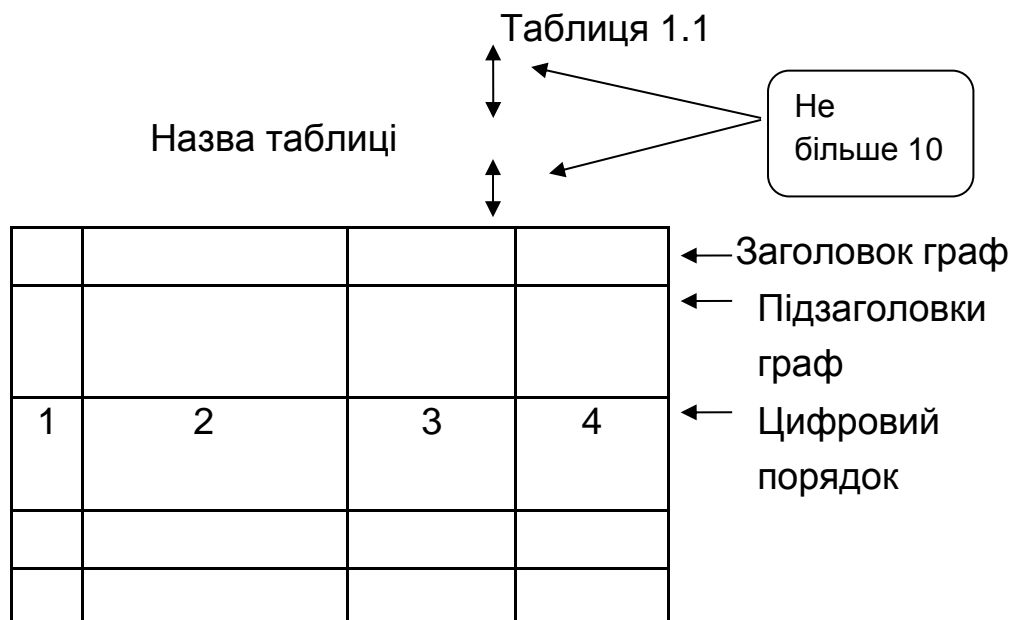 Таблиця 1.1
Не
більше 10
Назва таблиці
Заголовок граф
Підзаголовки
граф
1 2 3 4
Цифровий
порядок